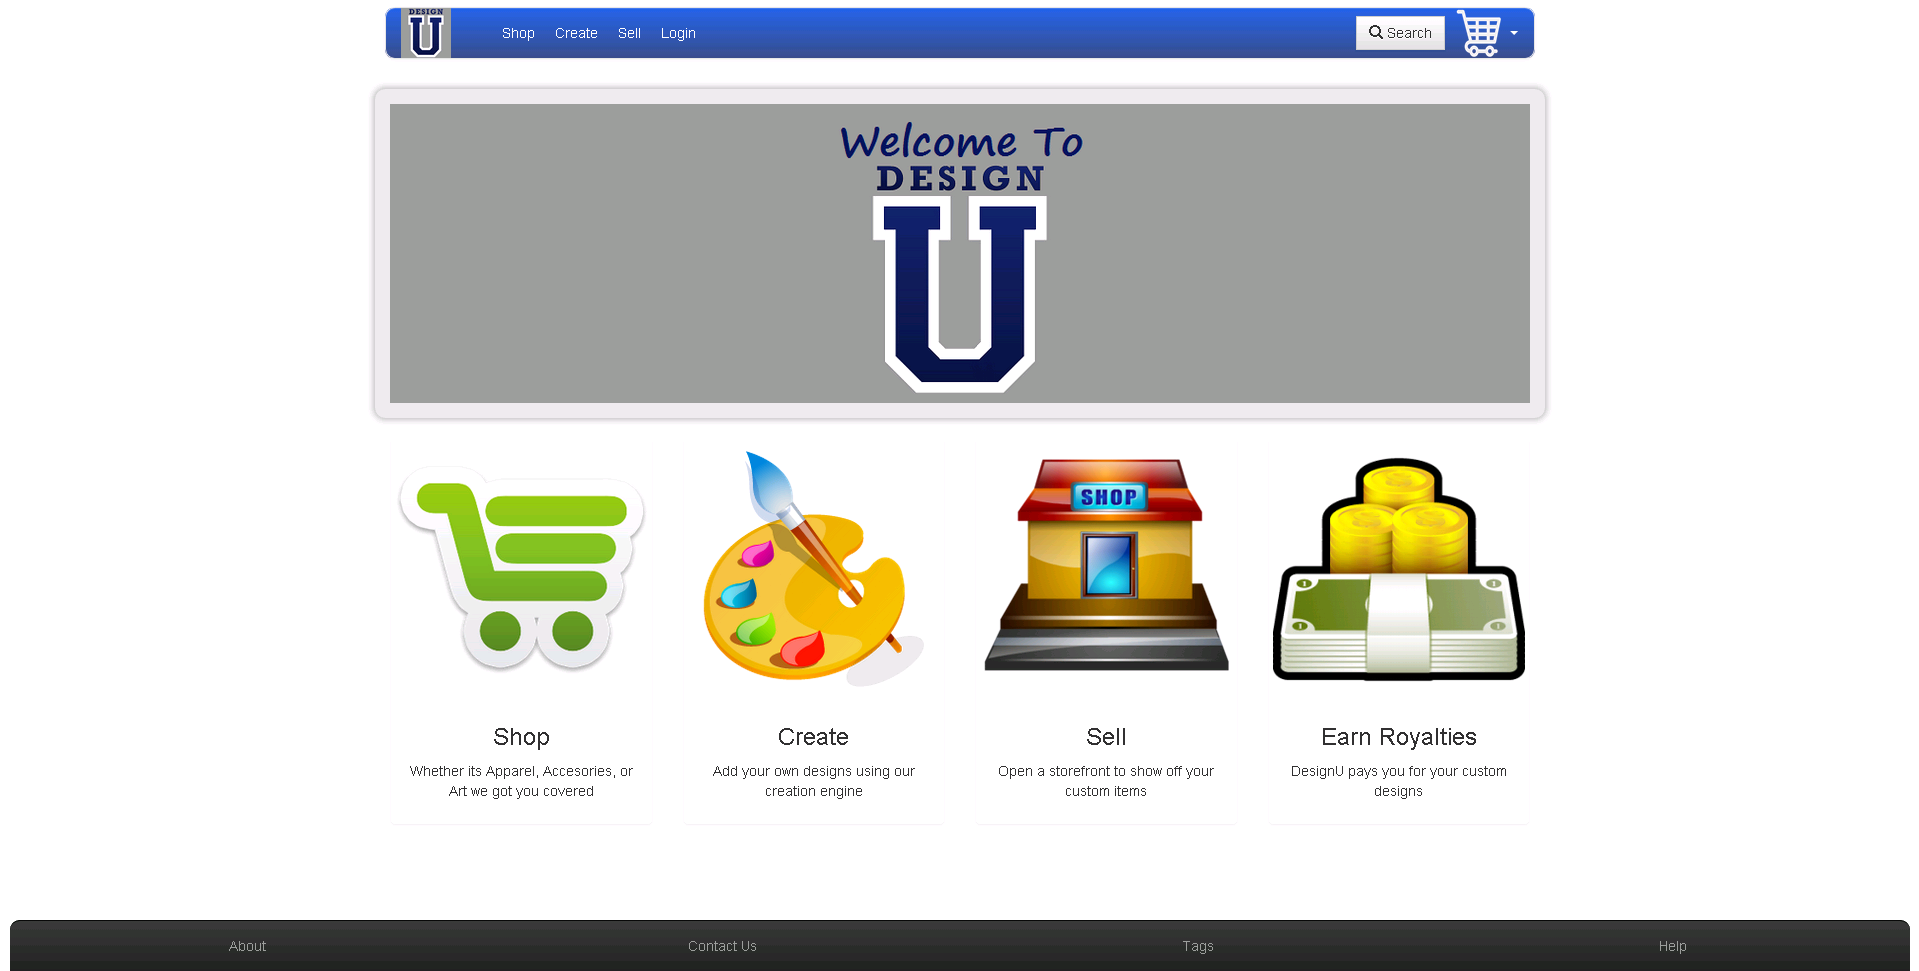 DESIGN
U
Shop Create Sell Login
Search
Welcome To
DESIGN
U
SHOP
Shop
Whether its Apparel, Accesories, or
Art we got you covered
Create
Add your own designs using our
creation engine
Sell
Open a storefront to show off your
custom items
Earn Royalties
DesignU pays you for your custom
designs
About Contact Us Tags Help